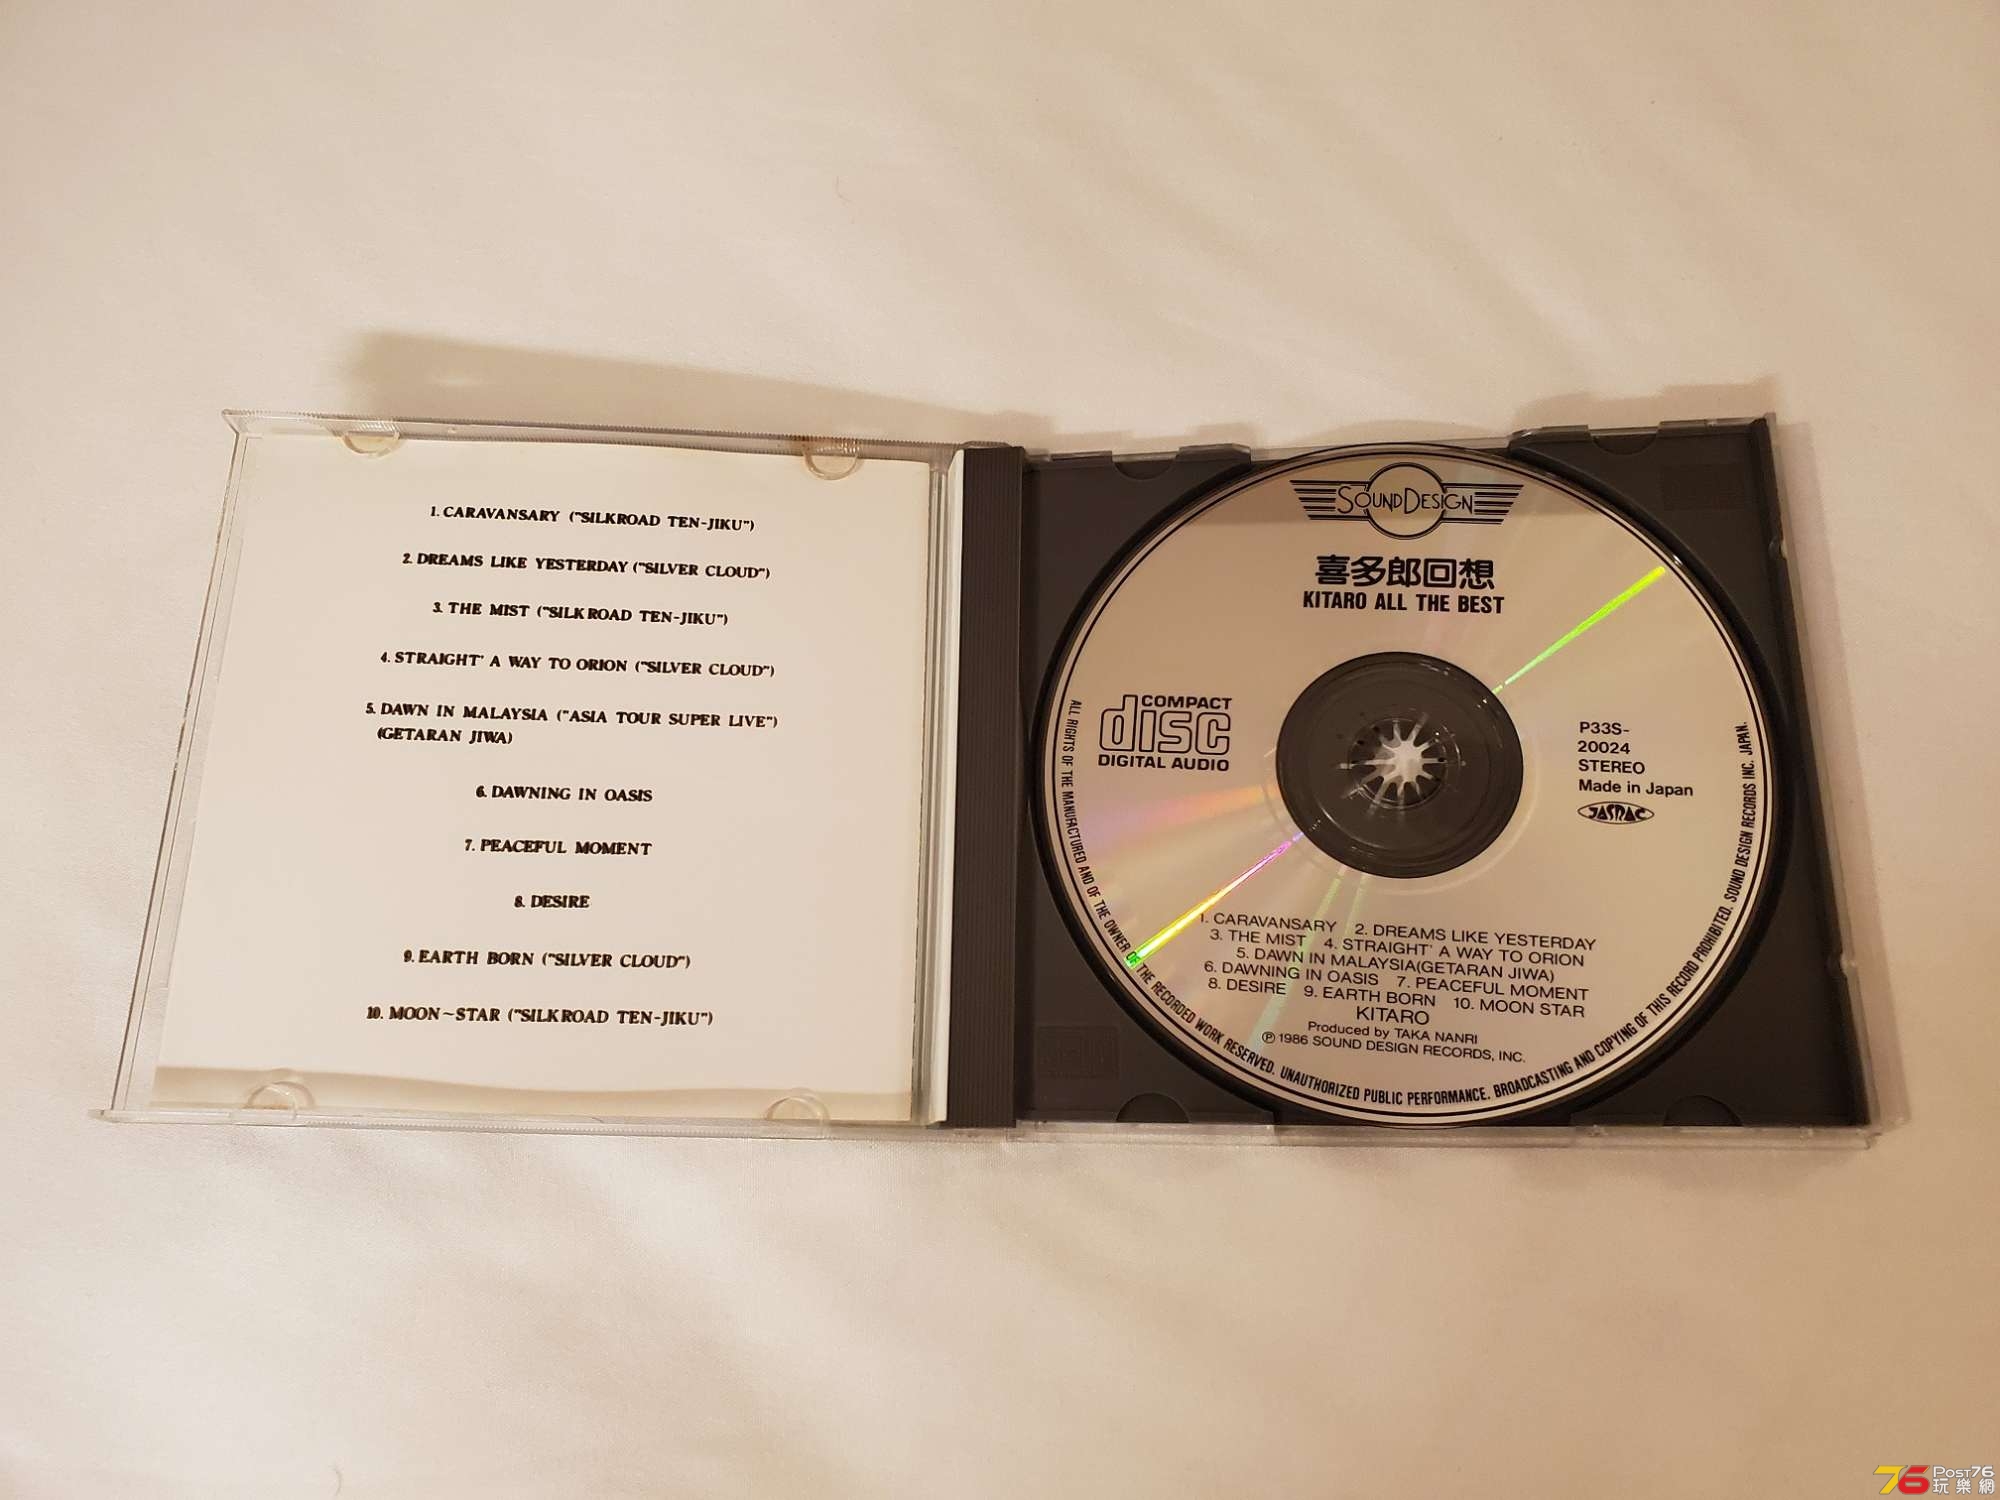 1. CARAVANSARY ("SILKROAD TEN-JIKU")
2. DREAMS LIKE YESTERDAY ("SILVER CLOUD")
3. THE MIST ("SILKROAD TEN-JIKU")
4. STRAIGHT' A WAY TO ORION ("SILVER CLOUD")
5. DAWN IN MALAYSIA ("ASIA TOUR SUPER LIVE")
(GETARAN JIWA)
6. DAWNING IN OASIS
7. PEACEFUL MOMENT
8. DESIRE
9. EARTH BORN ("SILVER CLOUD")
10. MOON~STAR ("SILKROAD TEN-JIKU")
SOUNDDESIGN
喜多郎回想
KITARO ALL THE BEST
COMPACT
disc
DIGITAL AUDIO
P33S-
20024
STEREO
Made in Japan
JASRAC
1. CARAVANSARY 2. DREAMS LIKE YESTERDAY
3. THE MIST 4. STRAIGHT' A WAY TO ORION
5. DAWN IN MALAYSIA(GETARAN JIWA)
6. DAWNING IN OASIS 7. PEACEFUL MOMENT
8. DESIRE 9. EARTH BORN 10. MOON STAR
KITARO
Produced by TAKA NANRI
℗1986 SOUND DESIGN RECORDS, INC.
ALL RIGHTS OF THE MANUFACTURED AND OF THE OWNER OF THE RECORDED WORK RESERVED. UNAUTHORIZED PUBLIC PERFORMANCE. BROADCASTING AND COPYING OF THIS RECORD PROHIBITED. SOUND DESIGN RECORDS INC. JAPAN.
76 POST76
玩樂網